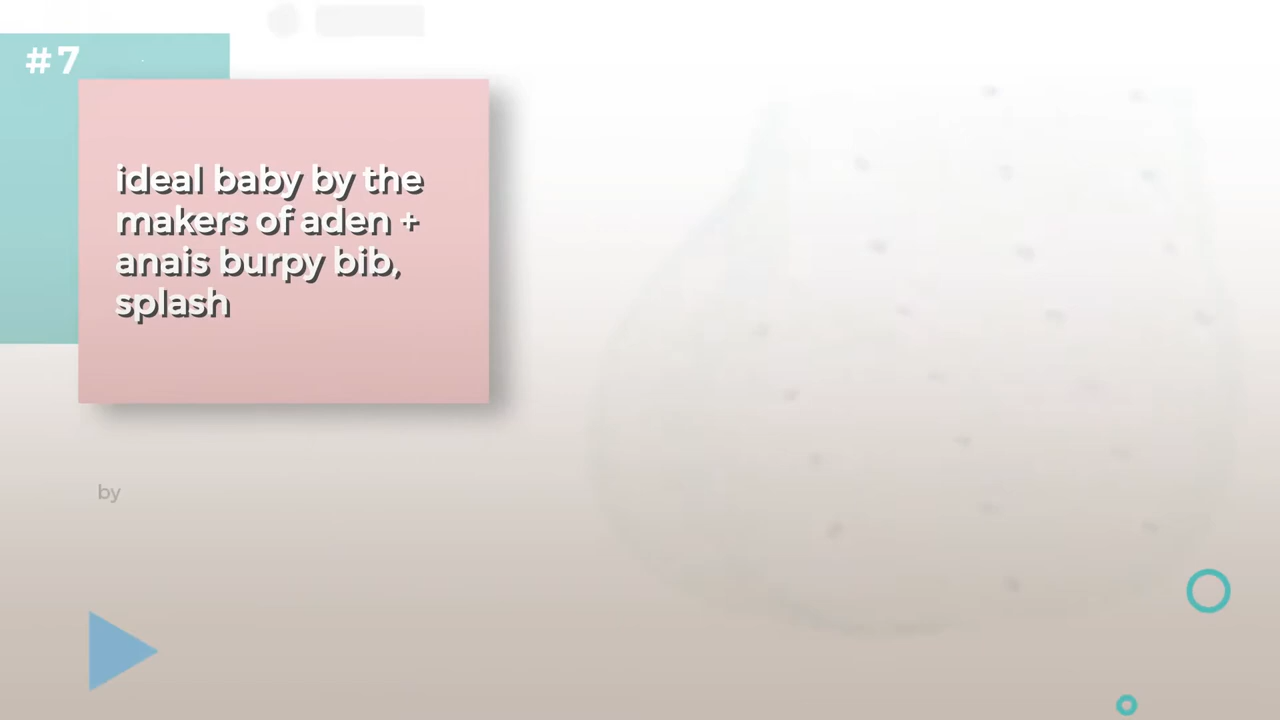 #7
ideal baby by the
makers of aden +
anais burpy bib,
splash
by